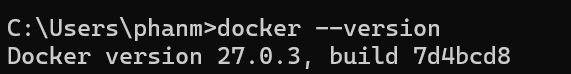 C:\Users\phanm>docker --version
Docker version 27.0.3, build 7d4bcd8